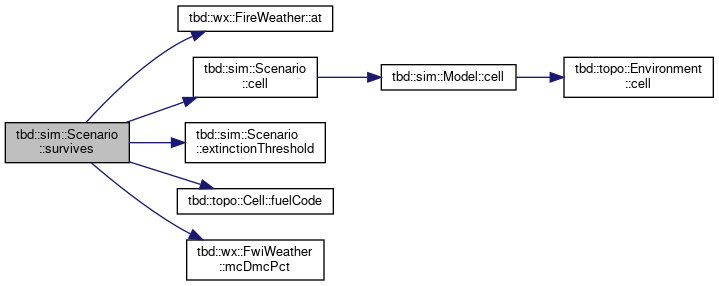 tbd::wx::FireWeather::at
tbd::sim::Scenario
::cell
tbd::sim::Model::cell
tbd::topo::Environment
::cell
tbd::sim::Scenario
::survives
tbd::sim::Scenario
::extinctionThreshold
tbd::topo::Cell::fuelCode
tbd::wx::FwiWeather
::mcDmcPct